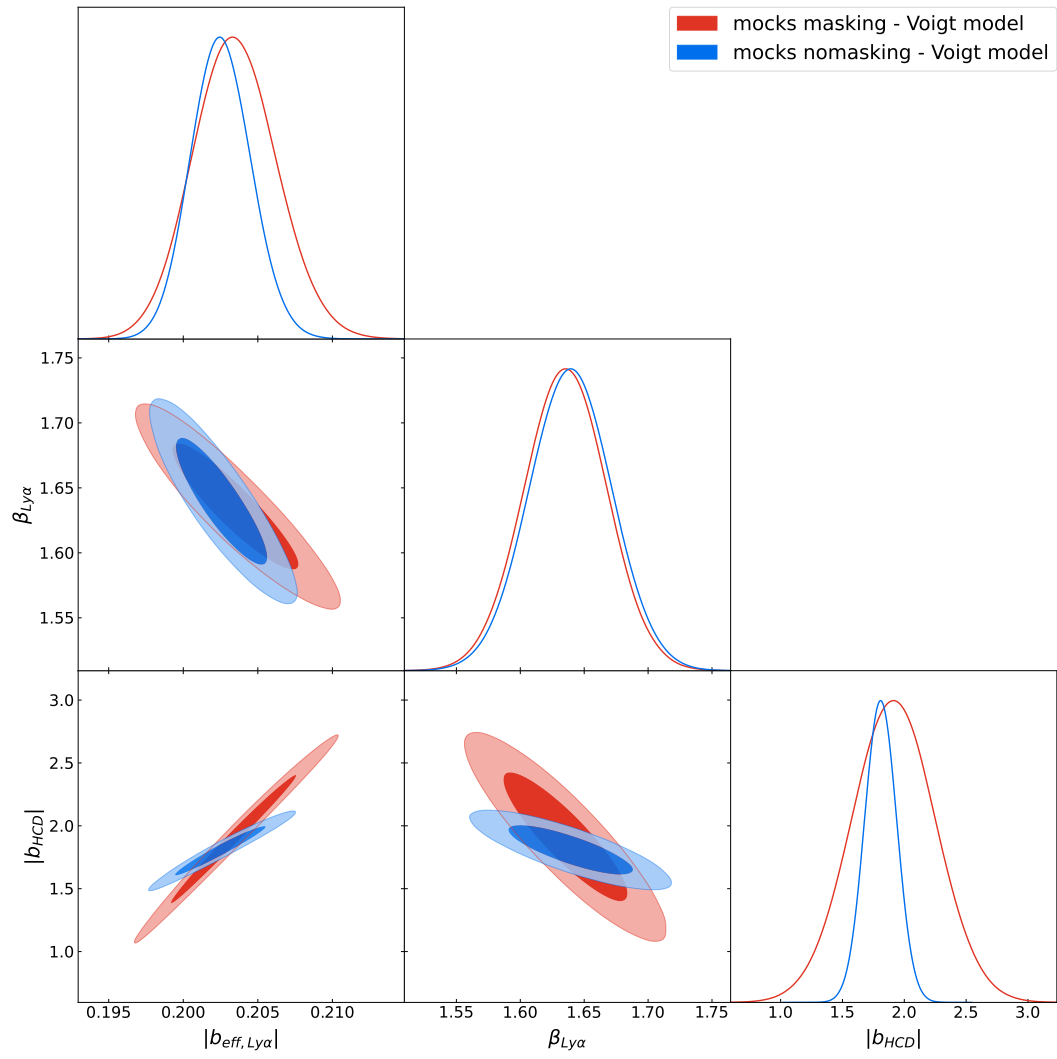 mocks masking - Voigt model
mocks nomasking - Voigt model
1.75
1.70
1.65
1.60
1.55
β_{Lyα}
3.0
2.5
2.0
1.5
1.0
|b_{HCD}|
0.195 0.200 0.205 0.210
|b_{eff, Lyα}|
1.55 1.60 1.65 1.70 1.75
β_{Lyα}
1.0 1.5 2.0 2.5 3.0
|b_{HCD}|